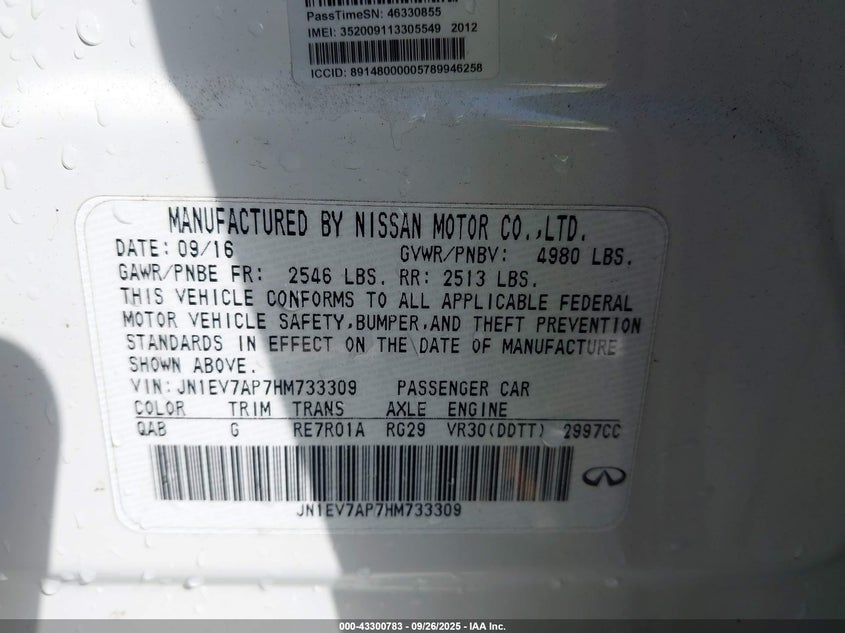 PassTimeSN: 46330855
IMEI: 352009113305549 2012
ICCID: 89148000005789946258
MANUFACTURED BY NISSAN MOTOR CO.,LTD.
DATE: 09/16 GVWR/PNBV: 4980 LBS.
GAWR/PNBE FR: 2546 LBS. RR: 2513 LBS.
THIS VEHICLE CONFORMS TO ALL APPLICABLE FEDERAL
MOTOR VEHICLE SAFETY,BUMPER,AND THEFT PREVENTION
STANDARDS IN EFFECT ON THE DATE OF MANUFACTURE
SHOWN ABOVE.
VIN: JN1EV7AP7HM733309 PASSENGER CAR
COLOR TRIM TRANS AXLE ENGINE
QAB G RE7R01A RG29 VR30(DDTT) 2997CC
JN1EV7AP7HM733309
000-43300783 - 09/26/2025 - IAA Inc.